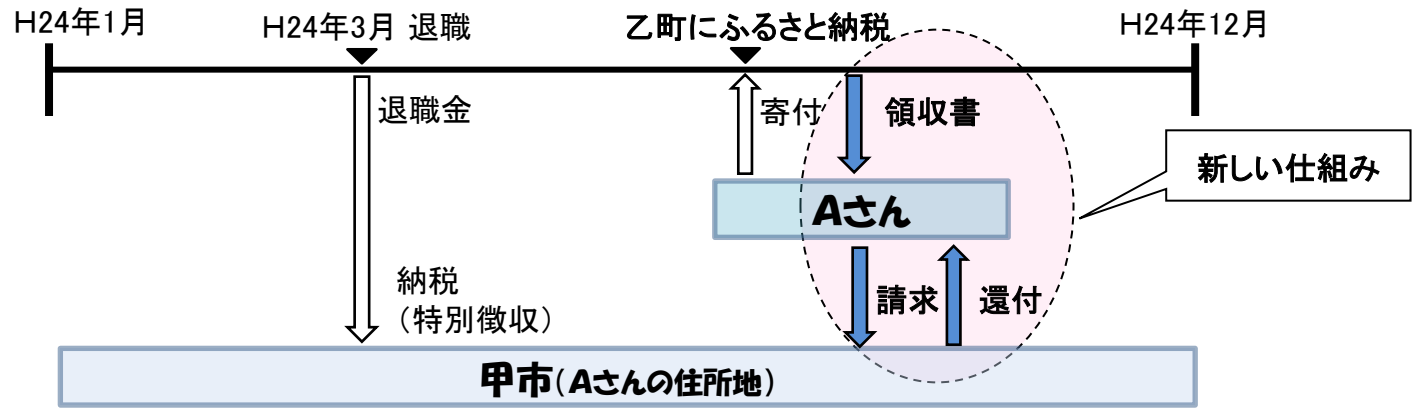 H24年1月
H24年3月 退職
乙町にふるさと納税
H24年12月
退職金
寄付
領収書
新しい仕組み
Aさん
納税
（特別徴収）
請求
還付
甲市(Aさんの住所地)